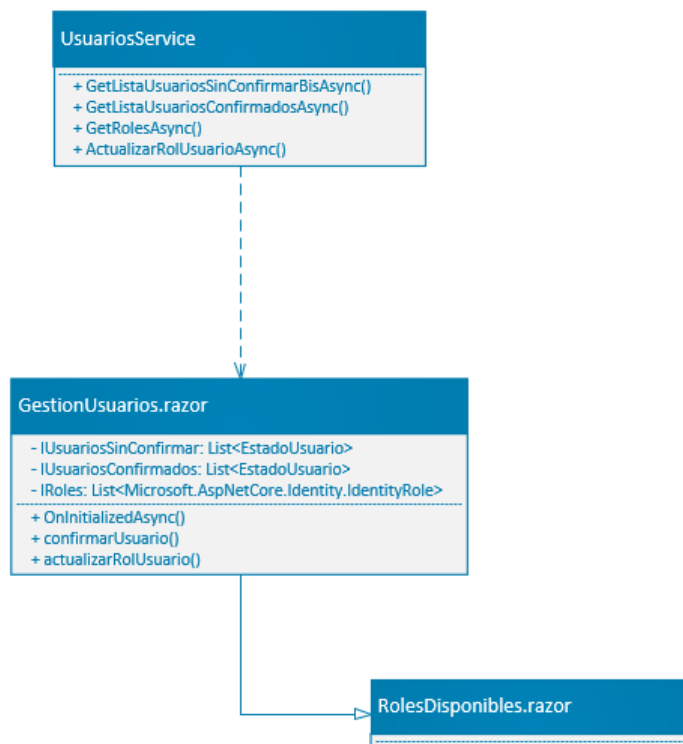 UsuariosService
+ GetListaUsuariosSinConfirmarBisAsync()
+ GetListaUsuariosConfirmadosAsync()
+ GetRolesAsync()
+ ActualizarRolUsuarioAsync()
GestionUsuarios.razor
- lUsuariosSinConfirmar: List<EstadoUsuario>
- lUsuariosConfirmados: List<EstadoUsuario>
- lRoles: List<Microsoft.AspNetCore.Identity.IdentityRole>
+ OnInitializedAsync()
+ confirmarUsuario()
+ actualizarRolUsuario()
RolesDisponibles.razor